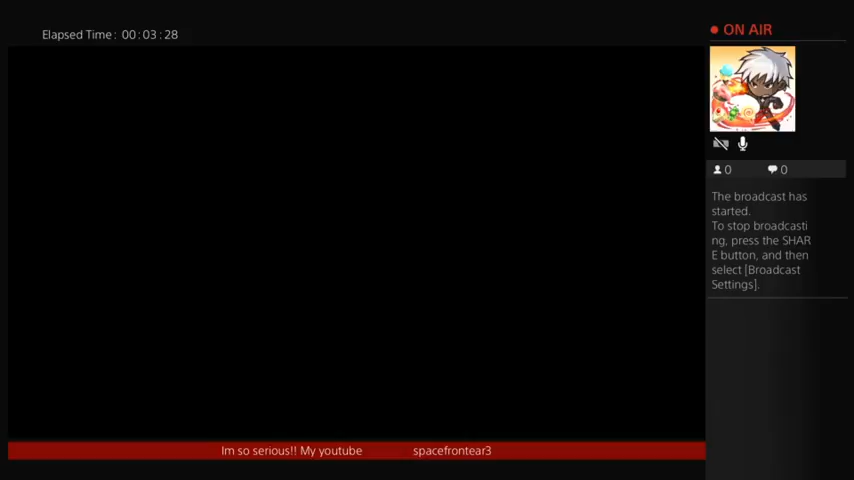 Elapsed Time: 00:03:28
ON AIR
0 0
The broadcast has
started.
To stop broadcasti
ng, press the SHAR
E button, and then
select [Broadcast
Settings].
Im so serious!! My youtube spacefrontear3